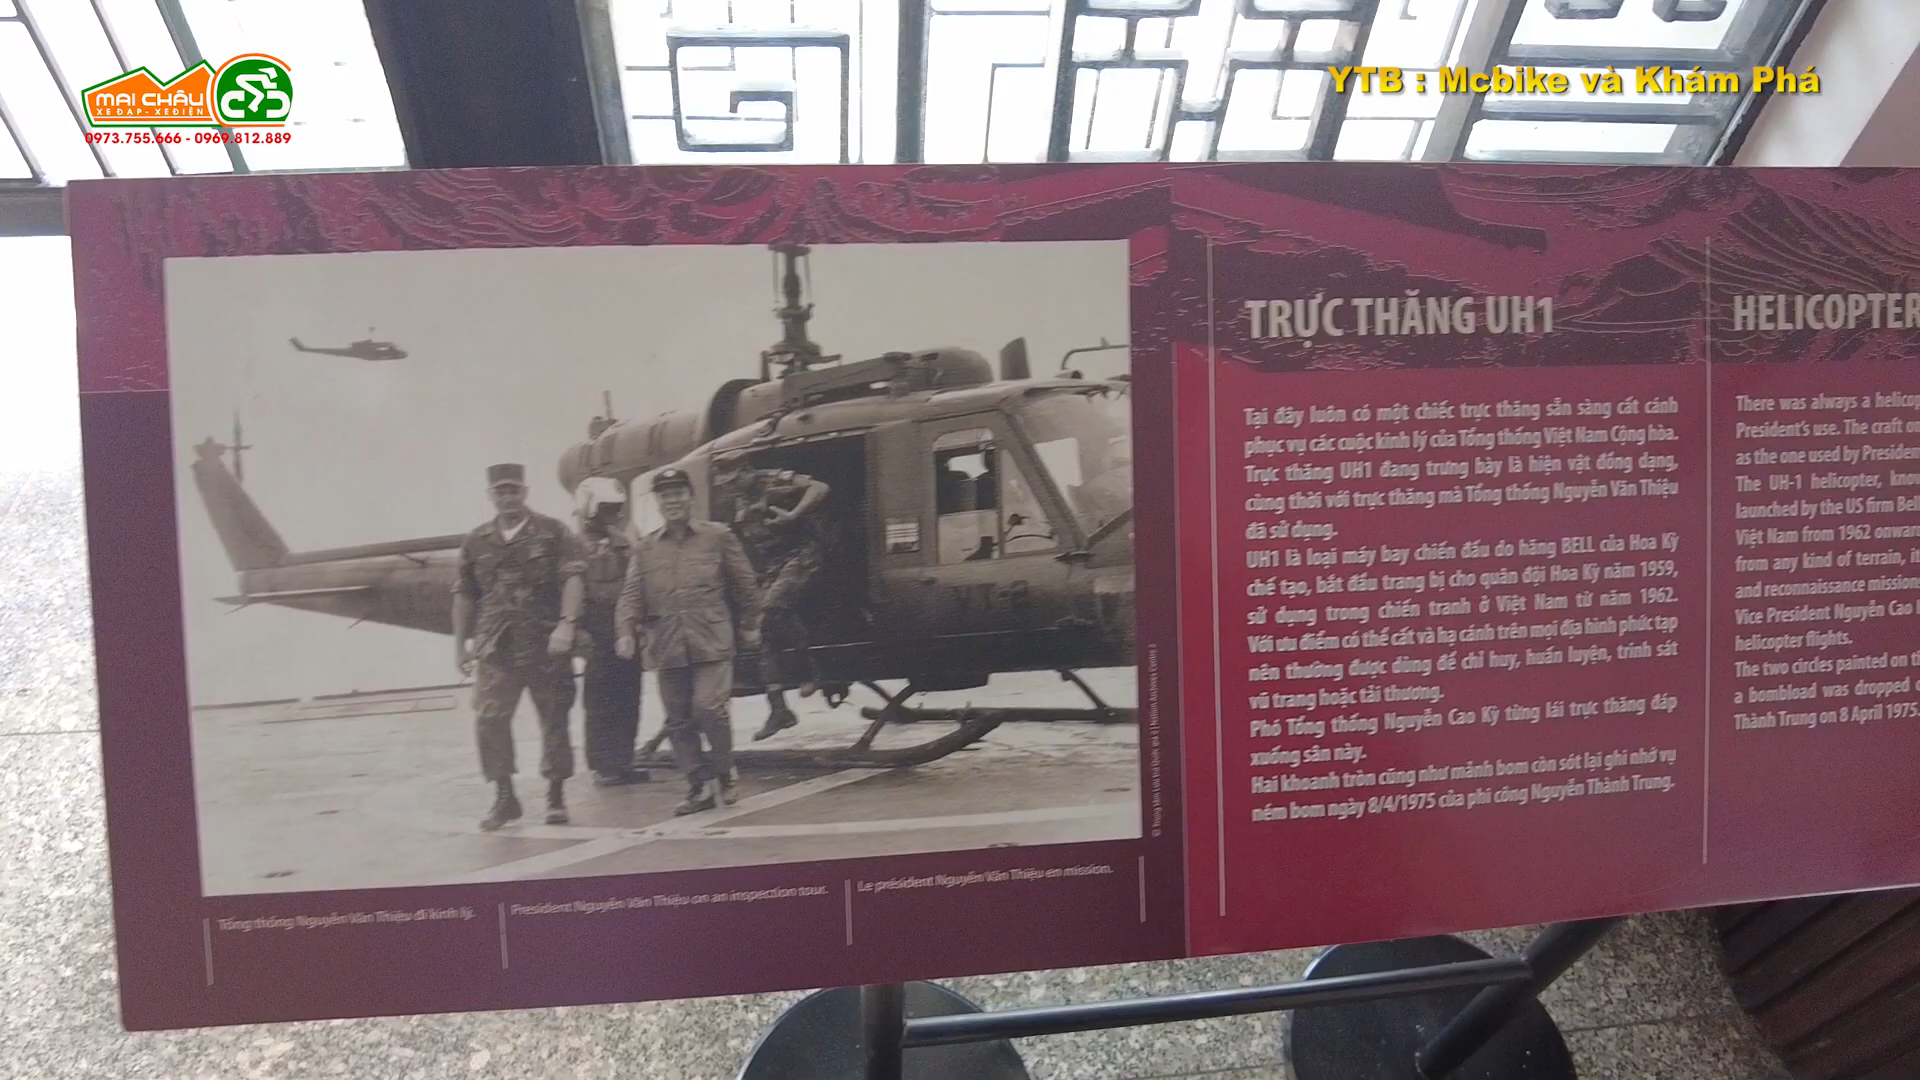 MAI CHÂU
XE ĐẠP - XE ĐIỆN
0973.755.666 - 0969.812.889
YTB : Mcbike và Khám Phá
TRỰC THĂNG UH1
Tại đây luôn có một chiếc trực thăng sẵn sàng cất cánh
phục vụ các cuộc kinh lý của Tổng thống Việt Nam Cộng hòa.
Trực thăng UH1 đang trưng bày là hiện vật đồng dạng,
cùng thời với trực thăng mà Tổng thống Nguyễn Văn Thiệu
đã sử dụng.
UH1 là loại máy bay chiến đấu do hãng BELL của Hoa Kỳ
chế tạo, bắt đầu trang bị cho quân đội Hoa Kỳ năm 1959,
sử dụng trong chiến tranh ở Việt Nam từ năm 1962.
Với ưu điểm có thể cất và hạ cánh trên mọi địa hình phức tạp
nên thường được dùng để chỉ huy, huấn luyện, trinh sát
vũ trang hoặc tải thương.
Phó Tổng thống Nguyễn Cao Kỳ từng lái trực thăng đáp
xuống sân này.
Hai khoanh tròn cũng như mảnh bom còn sót lại ghi nhớ vụ
ném bom ngày 8/4/1975 của phi công Nguyễn Thành Trung.
HELICOPTER
There was always a helicop
President's use. The craft on
as the one used by President
The UH-1 helicopter, know
launched by the US firm Bell
Việt Nam from 1962 onwar
from any kind of terrain, it
and reconnaissance mission
Vice President Nguyễn Cao
helicopter flights.
The two circles painted on t
a bombload was dropped
Thành Trung on 8 April 1975.
Tổng thống Nguyễn Văn Thiệu đi kinh lý.
President Nguyễn Văn Thiệu on an inspection tour.
Le président Nguyễn Văn Thiệu en mission.